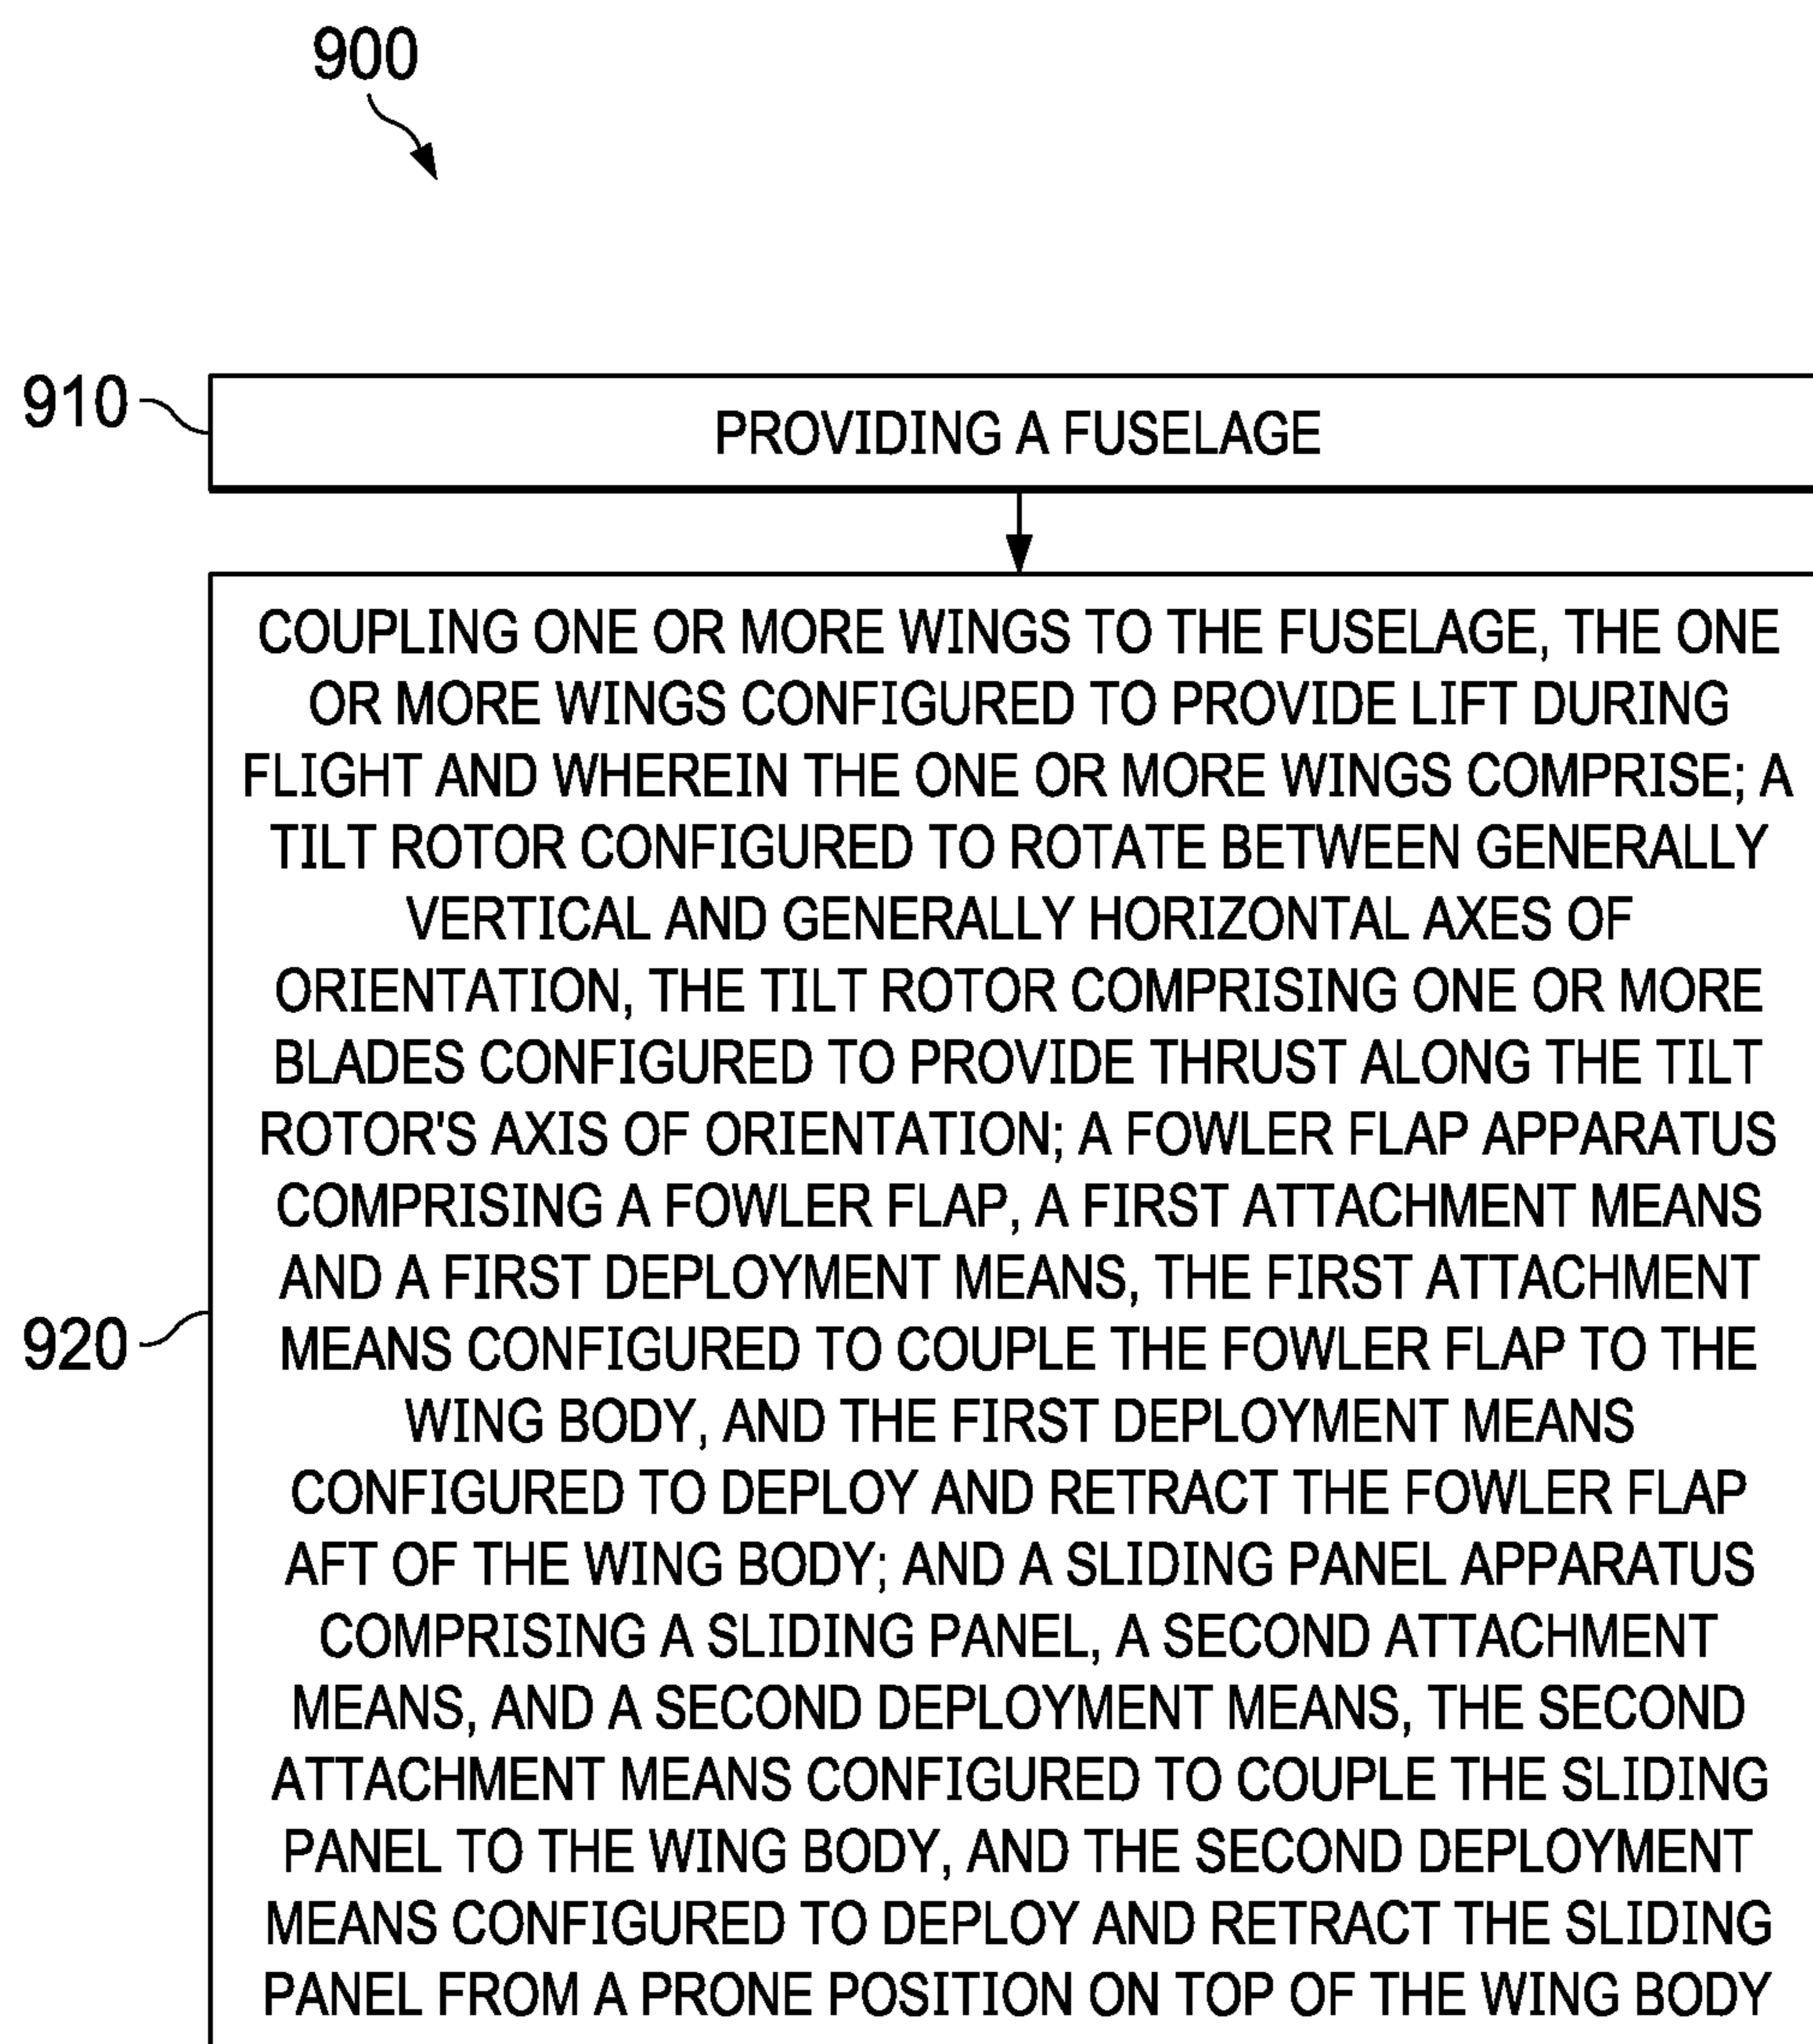 900
910
PROVIDING A FUSELAGE
920
COUPLING ONE OR MORE WINGS TO THE FUSELAGE, THE ONE
OR MORE WINGS CONFIGURED TO PROVIDE LIFT DURING
FLIGHT AND WHEREIN THE ONE OR MORE WINGS COMPRISE; A
TILT ROTOR CONFIGURED TO ROTATE BETWEEN GENERALLY
VERTICAL AND GENERALLY HORIZONTAL AXES OF
ORIENTATION, THE TILT ROTOR COMPRISING ONE OR MORE
BLADES CONFIGURED TO PROVIDE THRUST ALONG THE TILT
ROTOR'S AXIS OF ORIENTATION; A FOWLER FLAP APPARATUS
COMPRISING A FOWLER FLAP, A FIRST ATTACHMENT MEANS
AND A FIRST DEPLOYMENT MEANS, THE FIRST ATTACHMENT
MEANS CONFIGURED TO COUPLE THE FOWLER FLAP TO THE
WING BODY, AND THE FIRST DEPLOYMENT MEANS
CONFIGURED TO DEPLOY AND RETRACT THE FOWLER FLAP
AFT OF THE WING BODY; AND A SLIDING PANEL APPARATUS
COMPRISING A SLIDING PANEL, A SECOND ATTACHMENT
MEANS, AND A SECOND DEPLOYMENT MEANS, THE SECOND
ATTACHMENT MEANS CONFIGURED TO COUPLE THE SLIDING
PANEL TO THE WING BODY, AND THE SECOND DEPLOYMENT
MEANS CONFIGURED TO DEPLOY AND RETRACT THE SLIDING
PANEL FROM A PRONE POSITION ON TOP OF THE WING BODY